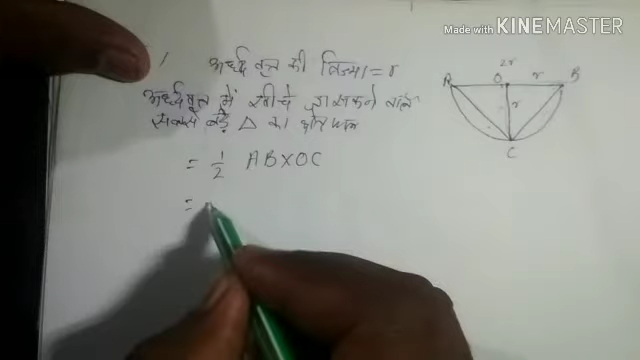 Made with KINEMASTER
1 अर्धवृत की त्रिज्या = r
अर्धवृत में खींचे जा सकने वाले
सबसे बड़े Δ का क्षेत्रफल
= 1/2 AB×OC
=
2r
A O r B
r
C